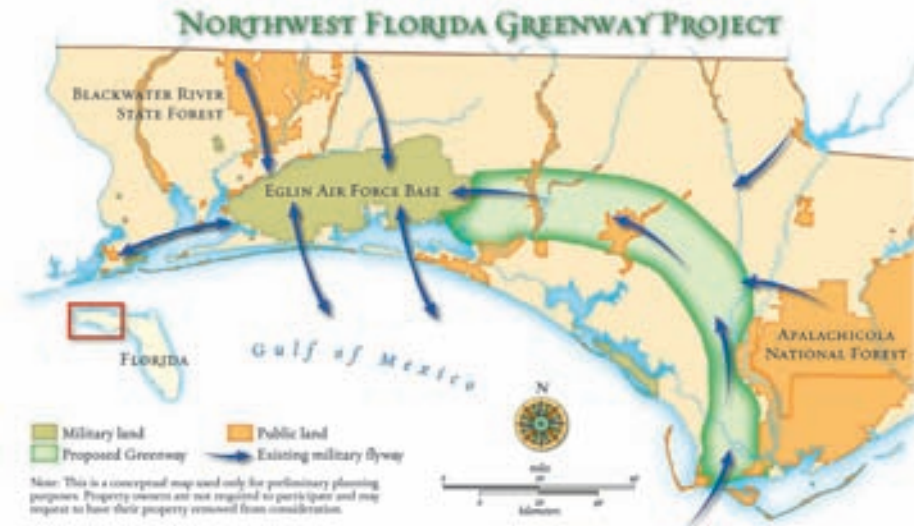 NORTHWEST FLORIDA GREENWAY PROJECT
BLACKWATER RIVER
STATE FOREST
EGLIN AIR FORCE BASE
APALACHICOLA
NATIONAL FOREST
FLORIDA
Gulf of Mexico
N
Military land
Public land
Proposed Greenway
Existing military flyway
Note: This is a conceptual map used only for preliminary planning
purposes. Property owners are not required to participate and may
request to have their property removed from consideration.
miles
kilometers